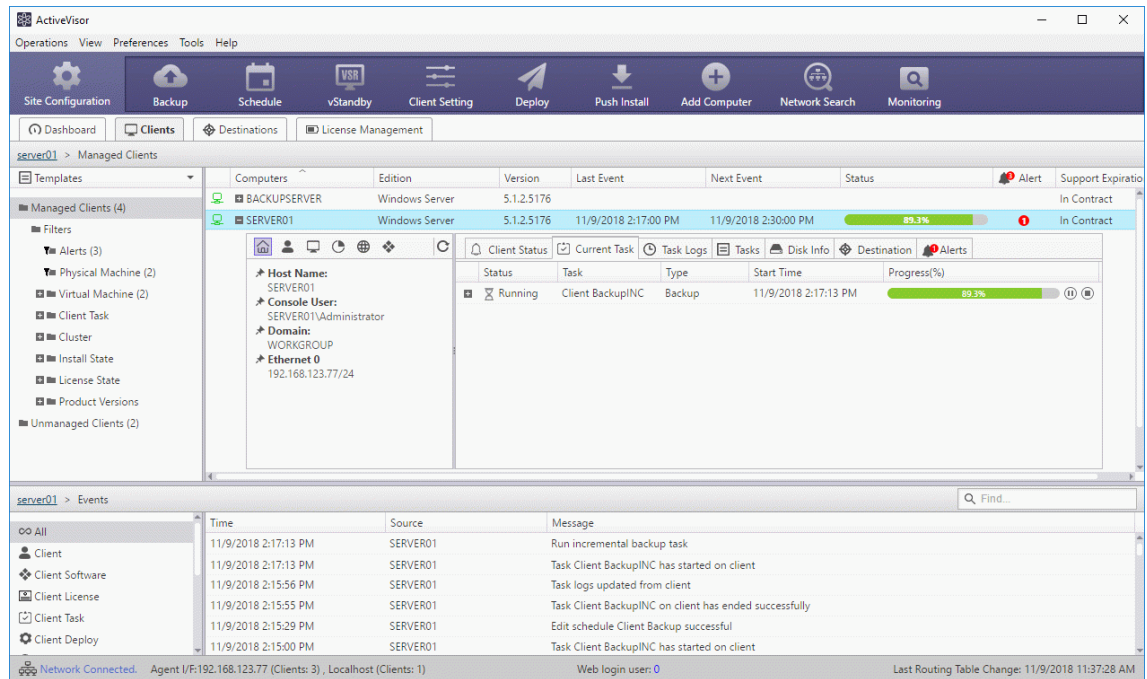 ActiveVisor
Operations View Preferences Tools Help
Site Configuration Backup Schedule VSR vStandby Client Setting Deploy Push Install Add Computer Network Search Monitoring
Dashboard Clients Destinations License Management
server01 > Managed Clients
Templates
Managed Clients (4)
Filters
Alerts (3)
Physical Machine (2)
Virtual Machine (2)
Client Task
Cluster
Install State
License State
Product Versions
Unmanaged Clients (2)
Computers Edition Version Last Event Next Event Status 3 Alert Support Expiratio
BACKUPSERVER Windows Server 5.1.2.5176 In Contract
SERVER01 Windows Server 5.1.2.5176 11/9/2018 2:17:00 PM 11/9/2018 2:30:00 PM 89.3% 1 In Contract
Host Name:
SERVER01
Console User:
SERVER01\Administrator
Domain:
WORKGROUP
Ethernet 0
192.168.123.77/24
Client Status Current Task Task Logs Tasks Disk Info Destination Alerts
Status Task Type Start Time Progress(%)
Running Client BackupINC Backup 11/9/2018 2:17:13 PM 89.3%
server01 > Events
Find...
All
Client
Client Software
Client License
Client Task
Client Deploy
Time Source Message
11/9/2018 2:17:13 PM SERVER01 Run incremental backup task
11/9/2018 2:17:13 PM SERVER01 Task Client BackupINC has started on client
11/9/2018 2:15:56 PM SERVER01 Task logs updated from client
11/9/2018 2:15:55 PM SERVER01 Task Client BackupINC on client has ended successfully
11/9/2018 2:15:29 PM SERVER01 Edit schedule Client Backup successful
11/9/2018 2:15:00 PM SERVER01 Task Client BackupINC has started on client
Network Connected. Agent I/F:192.168.123.77 (Clients: 3) , Localhost (Clients: 1) Web login user: 0 Last Routing Table Change: 11/9/2018 11:37:28 AM